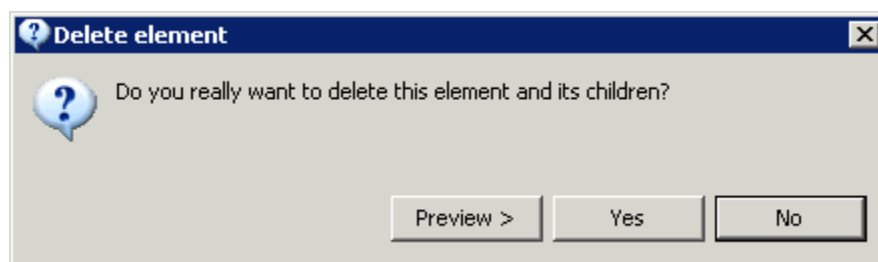 Delete element
Do you really want to delete this element and its children?
Preview > Yes No